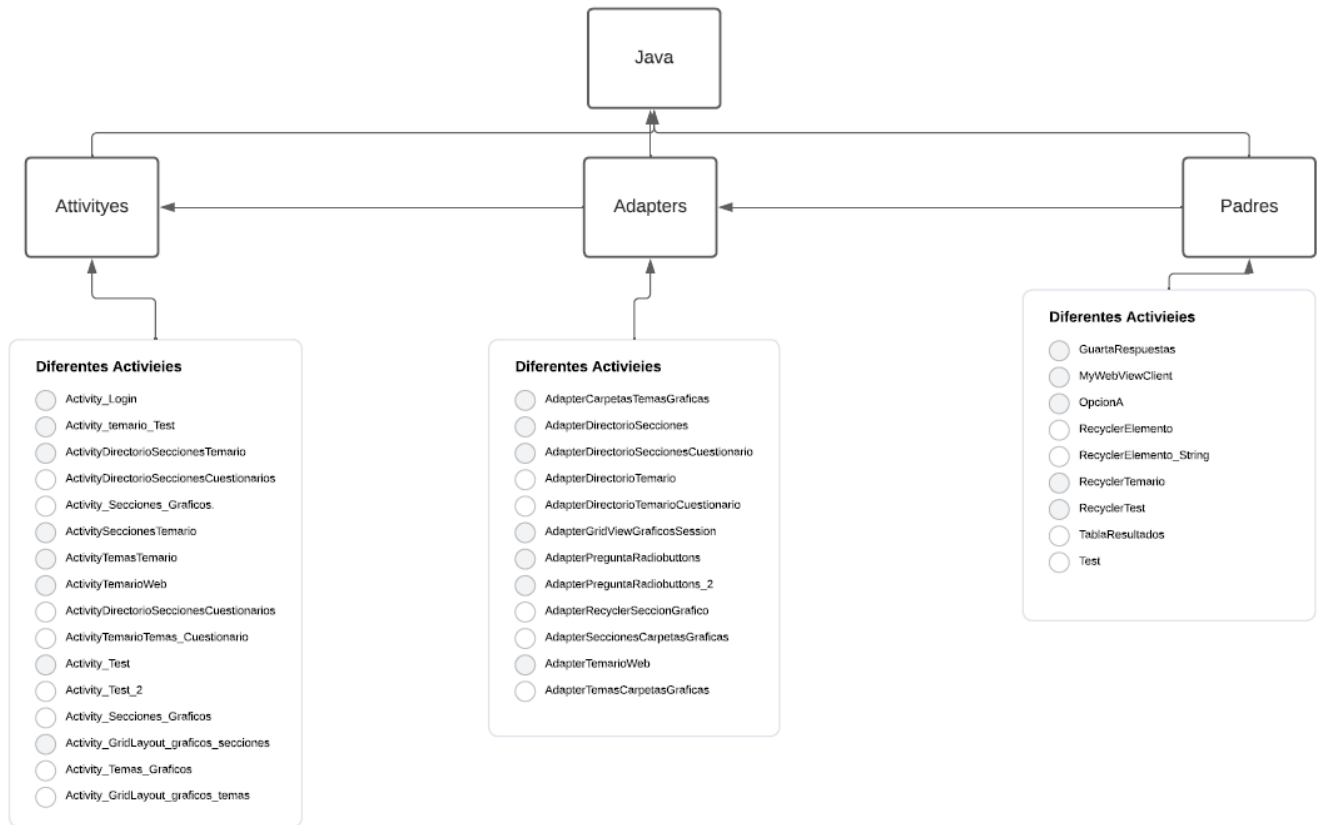 Java
Attivityes
Adapters
Padres
Diferentes Activieies
Activity_Login
Activity_temario_Test
ActivityDirectorioSeccionesTemario
ActivityDirectorioSeccionesCuestionarios
Activity_Secciones_Graficos.
ActivitySeccionesTemario
ActivityTemasTemario
ActivityTemarioWeb
ActivityDirectorioSeccionesCuestionarios
ActivityTemarioTemas_Cuestionario
Activity_Test
Activity_Test_2
Activity_Secciones_Graficos
Activity_GridLayout_graficos_secciones
Activity_Temas_Graficos
Activity_GridLayout_graficos_temas
Diferentes Activieies
AdapterCarpetasTemasGraficas
AdapterDirectorioSecciones
AdapterDirectorioSeccionesCuestionario
AdapterDirectorioTemario
AdapterDirectorioTemarioCuestionario
AdapterGridViewGraficosSession
AdapterPreguntaRadiobuttons
AdapterPreguntaRadiobuttons_2
AdapterRecyclerSeccionGrafico
AdapterSeccionesCarpetasGraficas
AdapterTemarioWeb
AdapterTemasCarpetasGraficas
Diferentes Activieies
GuartaRespuestas
MyWebViewClient
OpcionA
RecyclerElemento
RecyclerElemento_String
RecyclerTemario
RecyclerTest
TablaResultados
Test